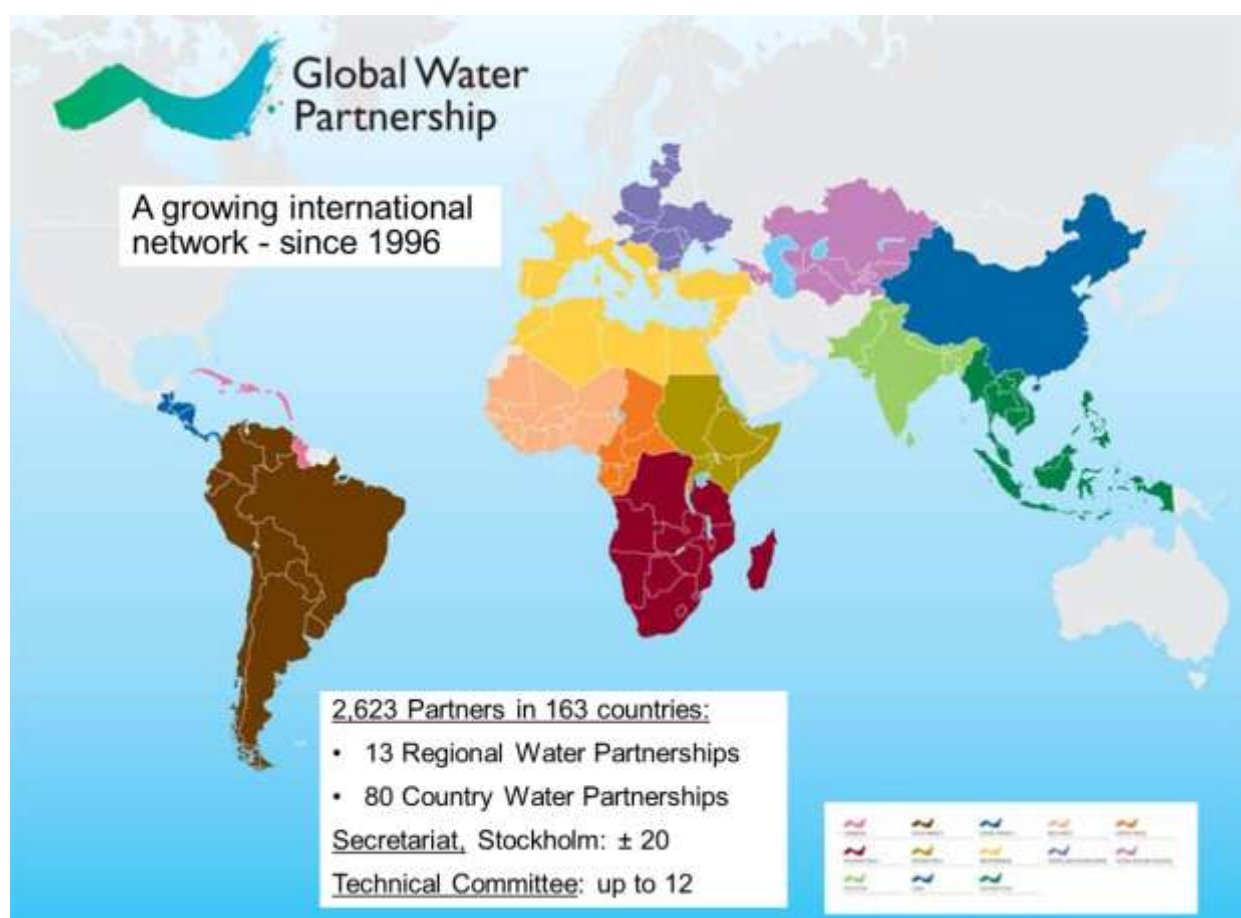 Global Water
Partnership
A growing international
network - since 1996
2,623 Partners in 163 countries:
• 13 Regional Water Partnerships
• 80 Country Water Partnerships
Secretariat, Stockholm: ± 20
Technical Committee: up to 12